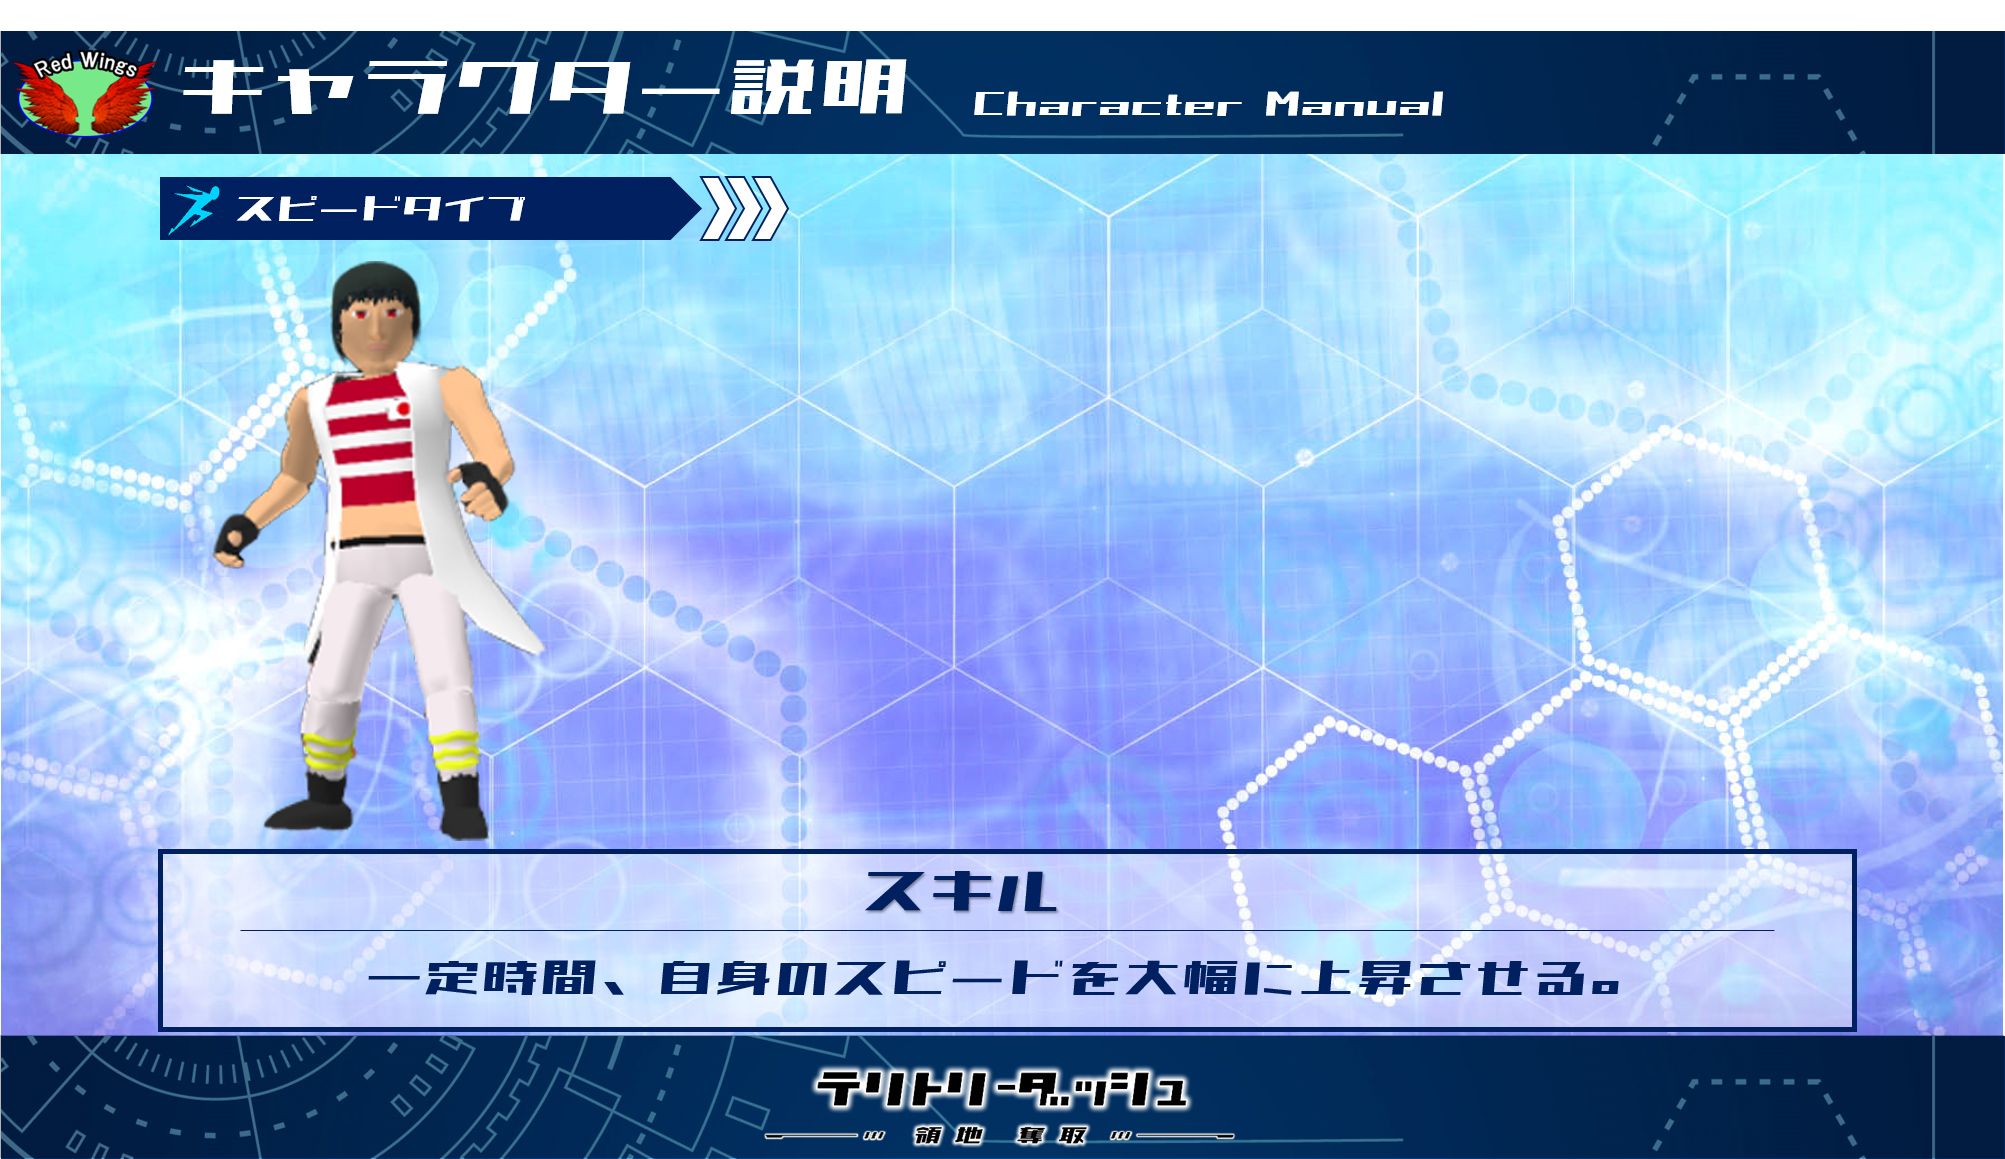 Red Wings
キャラクター説明 Character Manual
スピードタイプ
スキル
一定時間、自身のスピードを大幅に上昇させる。
テリトリーダッシュ
領地 奪取